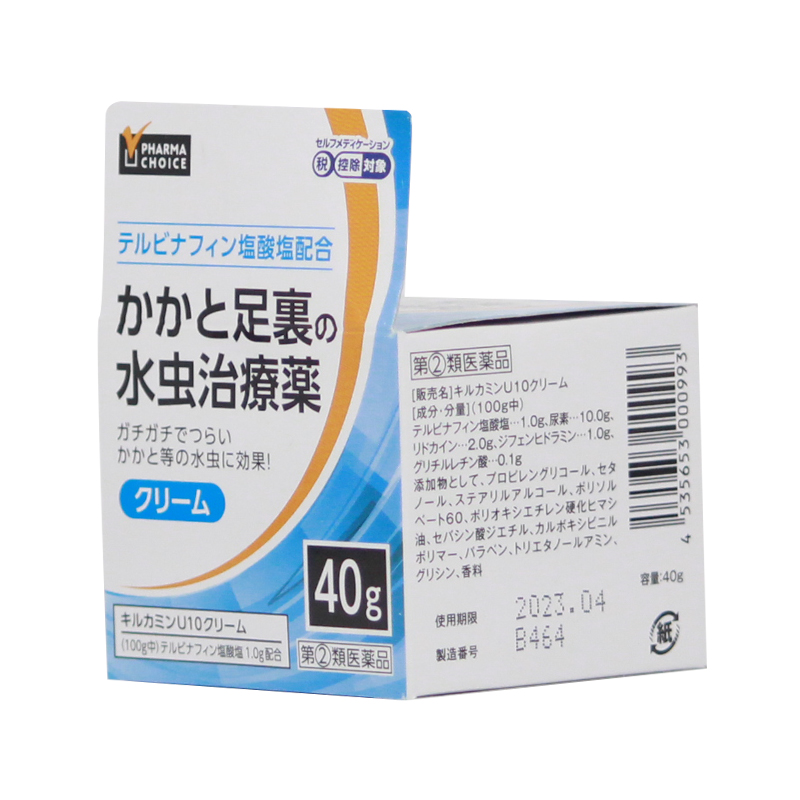 PHARMA
CHOICE
セルフメディケーション
税 控除 対象
テルビナフィン塩酸塩配合
かかと足裏の
水虫治療薬
ガチガチでつらい
かかと等の水虫に効果!
クリーム
40g
キルカミンU10クリーム
(100g中)テルビナフィン塩酸塩 1.0g配合
指定②類医薬品
指②類医薬品
[販売名]キルカミンU10クリーム
[成分・分量](100g中)
テルビナフィン塩酸塩…1.0g、尿素…10.0g、
リドカイン…2.0g、ジフェンヒドラミン…1.0g、
グリチルレチン酸…0.1g
添加物として、プロピレングリコール、セタ
ノール、ステアリルアルコール、ポリソル
ベート60、ポリオキシエチレン硬化ヒマシ
油、セバシン酸ジエチル、カルボキシビニル
ポリマー、パラベン、トリエタノールアミン、
グリシン、香料
使用期限 2023.04
製造番号 B464
4 535653 000993
容量:40g
紙